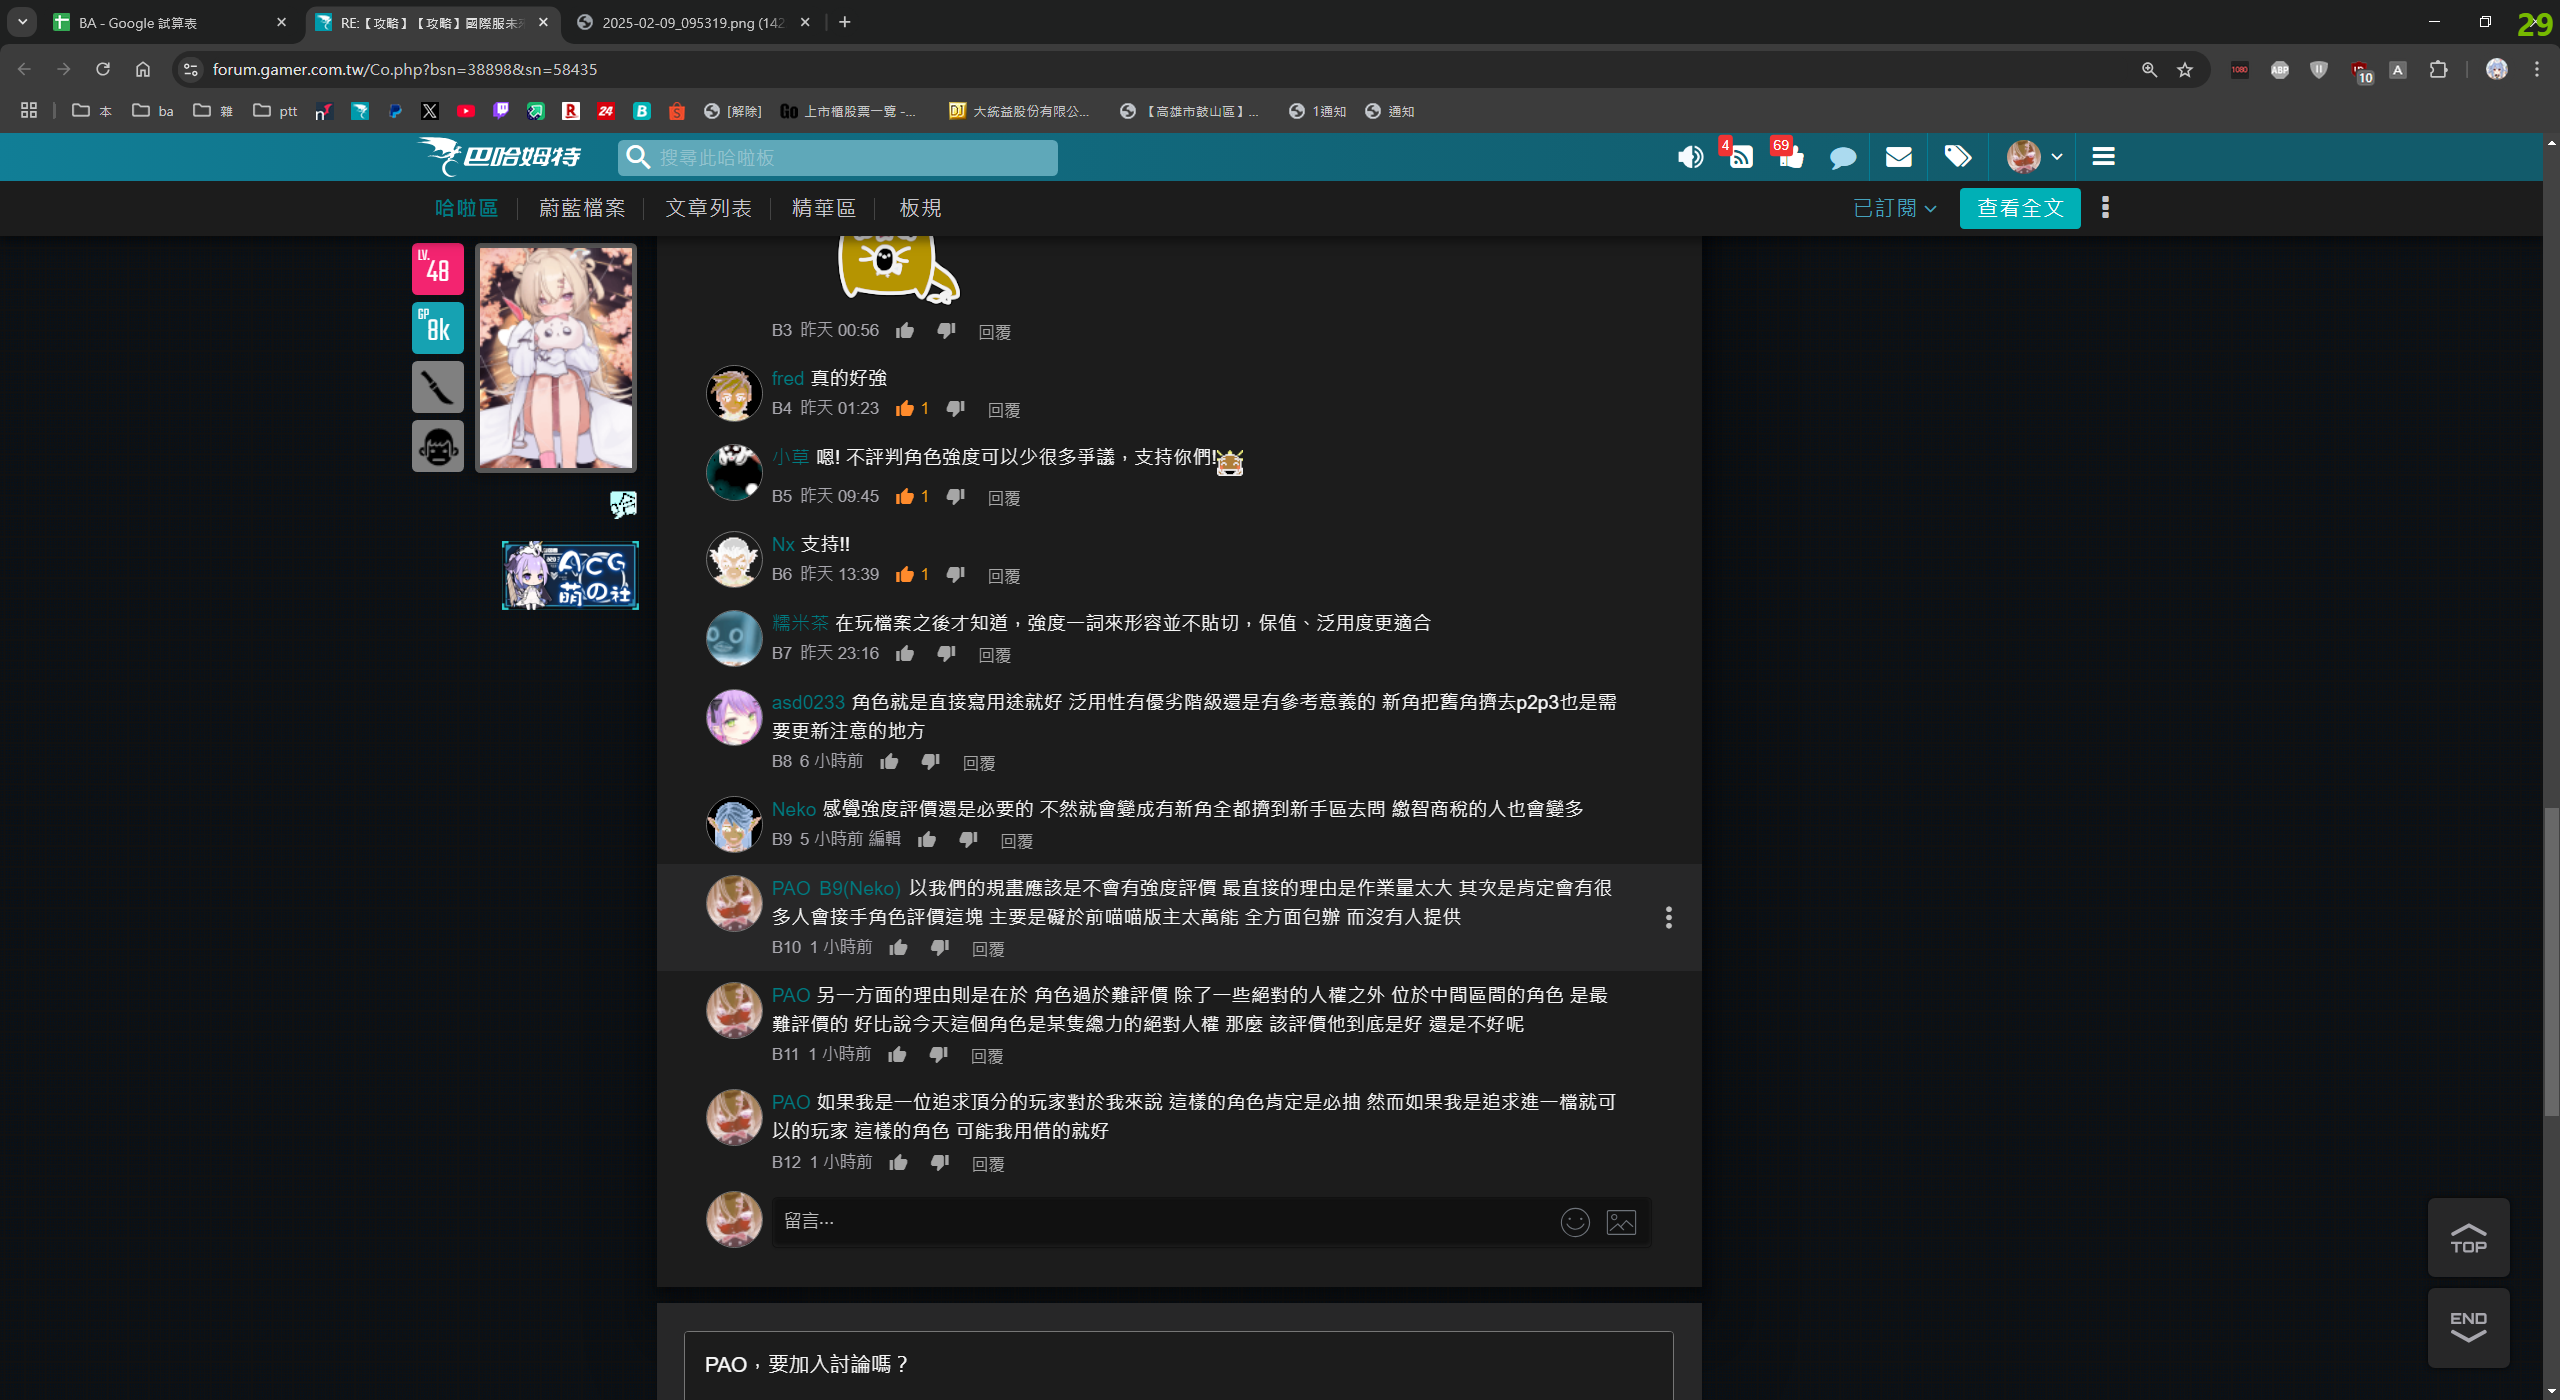 BA - Google 試算表
RE:【攻略】【攻略】國際服未來
2025-02-09_095319.png (142
29
forum.gamer.com.tw/Co.php?bsn=38898&sn=58435
1080
ABP
10
A
本
ba
雜
ptt
[解除]
上市櫃股票一覽 -...
大統益股份有限公...
【高雄市鼓山區】...
1通知
通知
巴哈姆特
搜尋此哈啦板
4
69
哈啦區
蔚藍檔案
文章列表
精華區
板規
已訂閱
查看全文
LV.
48
GP
8k
ACG
萌の社
B3 昨天 00:56 回覆
fred 真的好強
B4 昨天 01:23 1 回覆
小草 嗯! 不評判角色強度可以少很多爭議，支持你們!
B5 昨天 09:45 1 回覆
Nx 支持!!
B6 昨天 13:39 1 回覆
糯米茶 在玩檔案之後才知道，強度一詞來形容並不貼切，保值、泛用度更適合
B7 昨天 23:16 回覆
asd0233 角色就是直接寫用途就好 泛用性有優劣階級還是有參考意義的 新角把舊角擠去p2p3也是需
要更新注意的地方
B8 6 小時前 回覆
Neko 感覺強度評價還是必要的 不然就會變成有新角全都擠到新手區去問 繳智商稅的人也會變多
B9 5 小時前 編輯 回覆
PAO B9(Neko) 以我們的規畫應該是不會有強度評價 最直接的理由是作業量太大 其次是肯定會有很
多人會接手角色評價這塊 主要是礙於前喵喵版主太萬能 全方面包辦 而沒有人提供
B10 1 小時前 回覆
PAO 另一方面的理由則是在於 角色過於難評價 除了一些絕對的人權之外 位於中間區間的角色 是最
難評價的 好比說今天這個角色是某隻總力的絕對人權 那麼 該評價他到底是好 還是不好呢
B11 1 小時前 回覆
PAO 如果我是一位追求頂分的玩家對於我來說 這樣的角色肯定是必抽 然而如果我是追求進一檔就可
以的玩家 這樣的角色 可能我用借的就好
B12 1 小時前 回覆
留言…
TOP
END
PAO，要加入討論嗎？